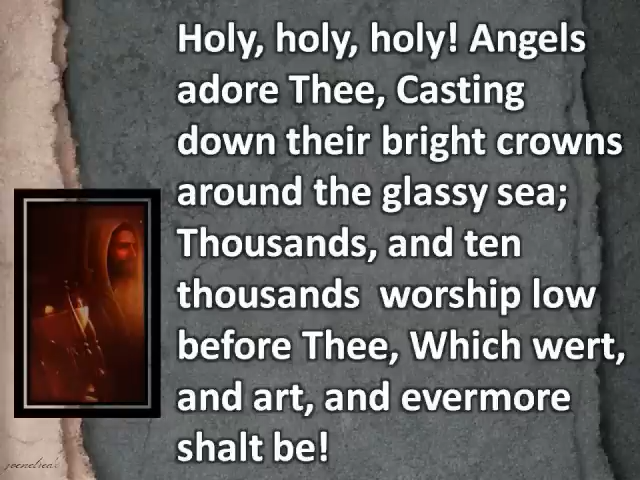 Holy, holy, holy! Angels
adore Thee, Casting
down their bright crowns
around the glassy sea;
Thousands, and ten
thousands worship low
before Thee, Which wert,
and art, and evermore
shalt be!